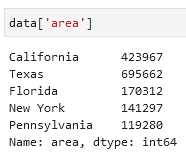 data['area']
California      423967
Texas           695662
Florida         170312
New York        141297
Pennsylvania    119280
Name: area, dtype: int64